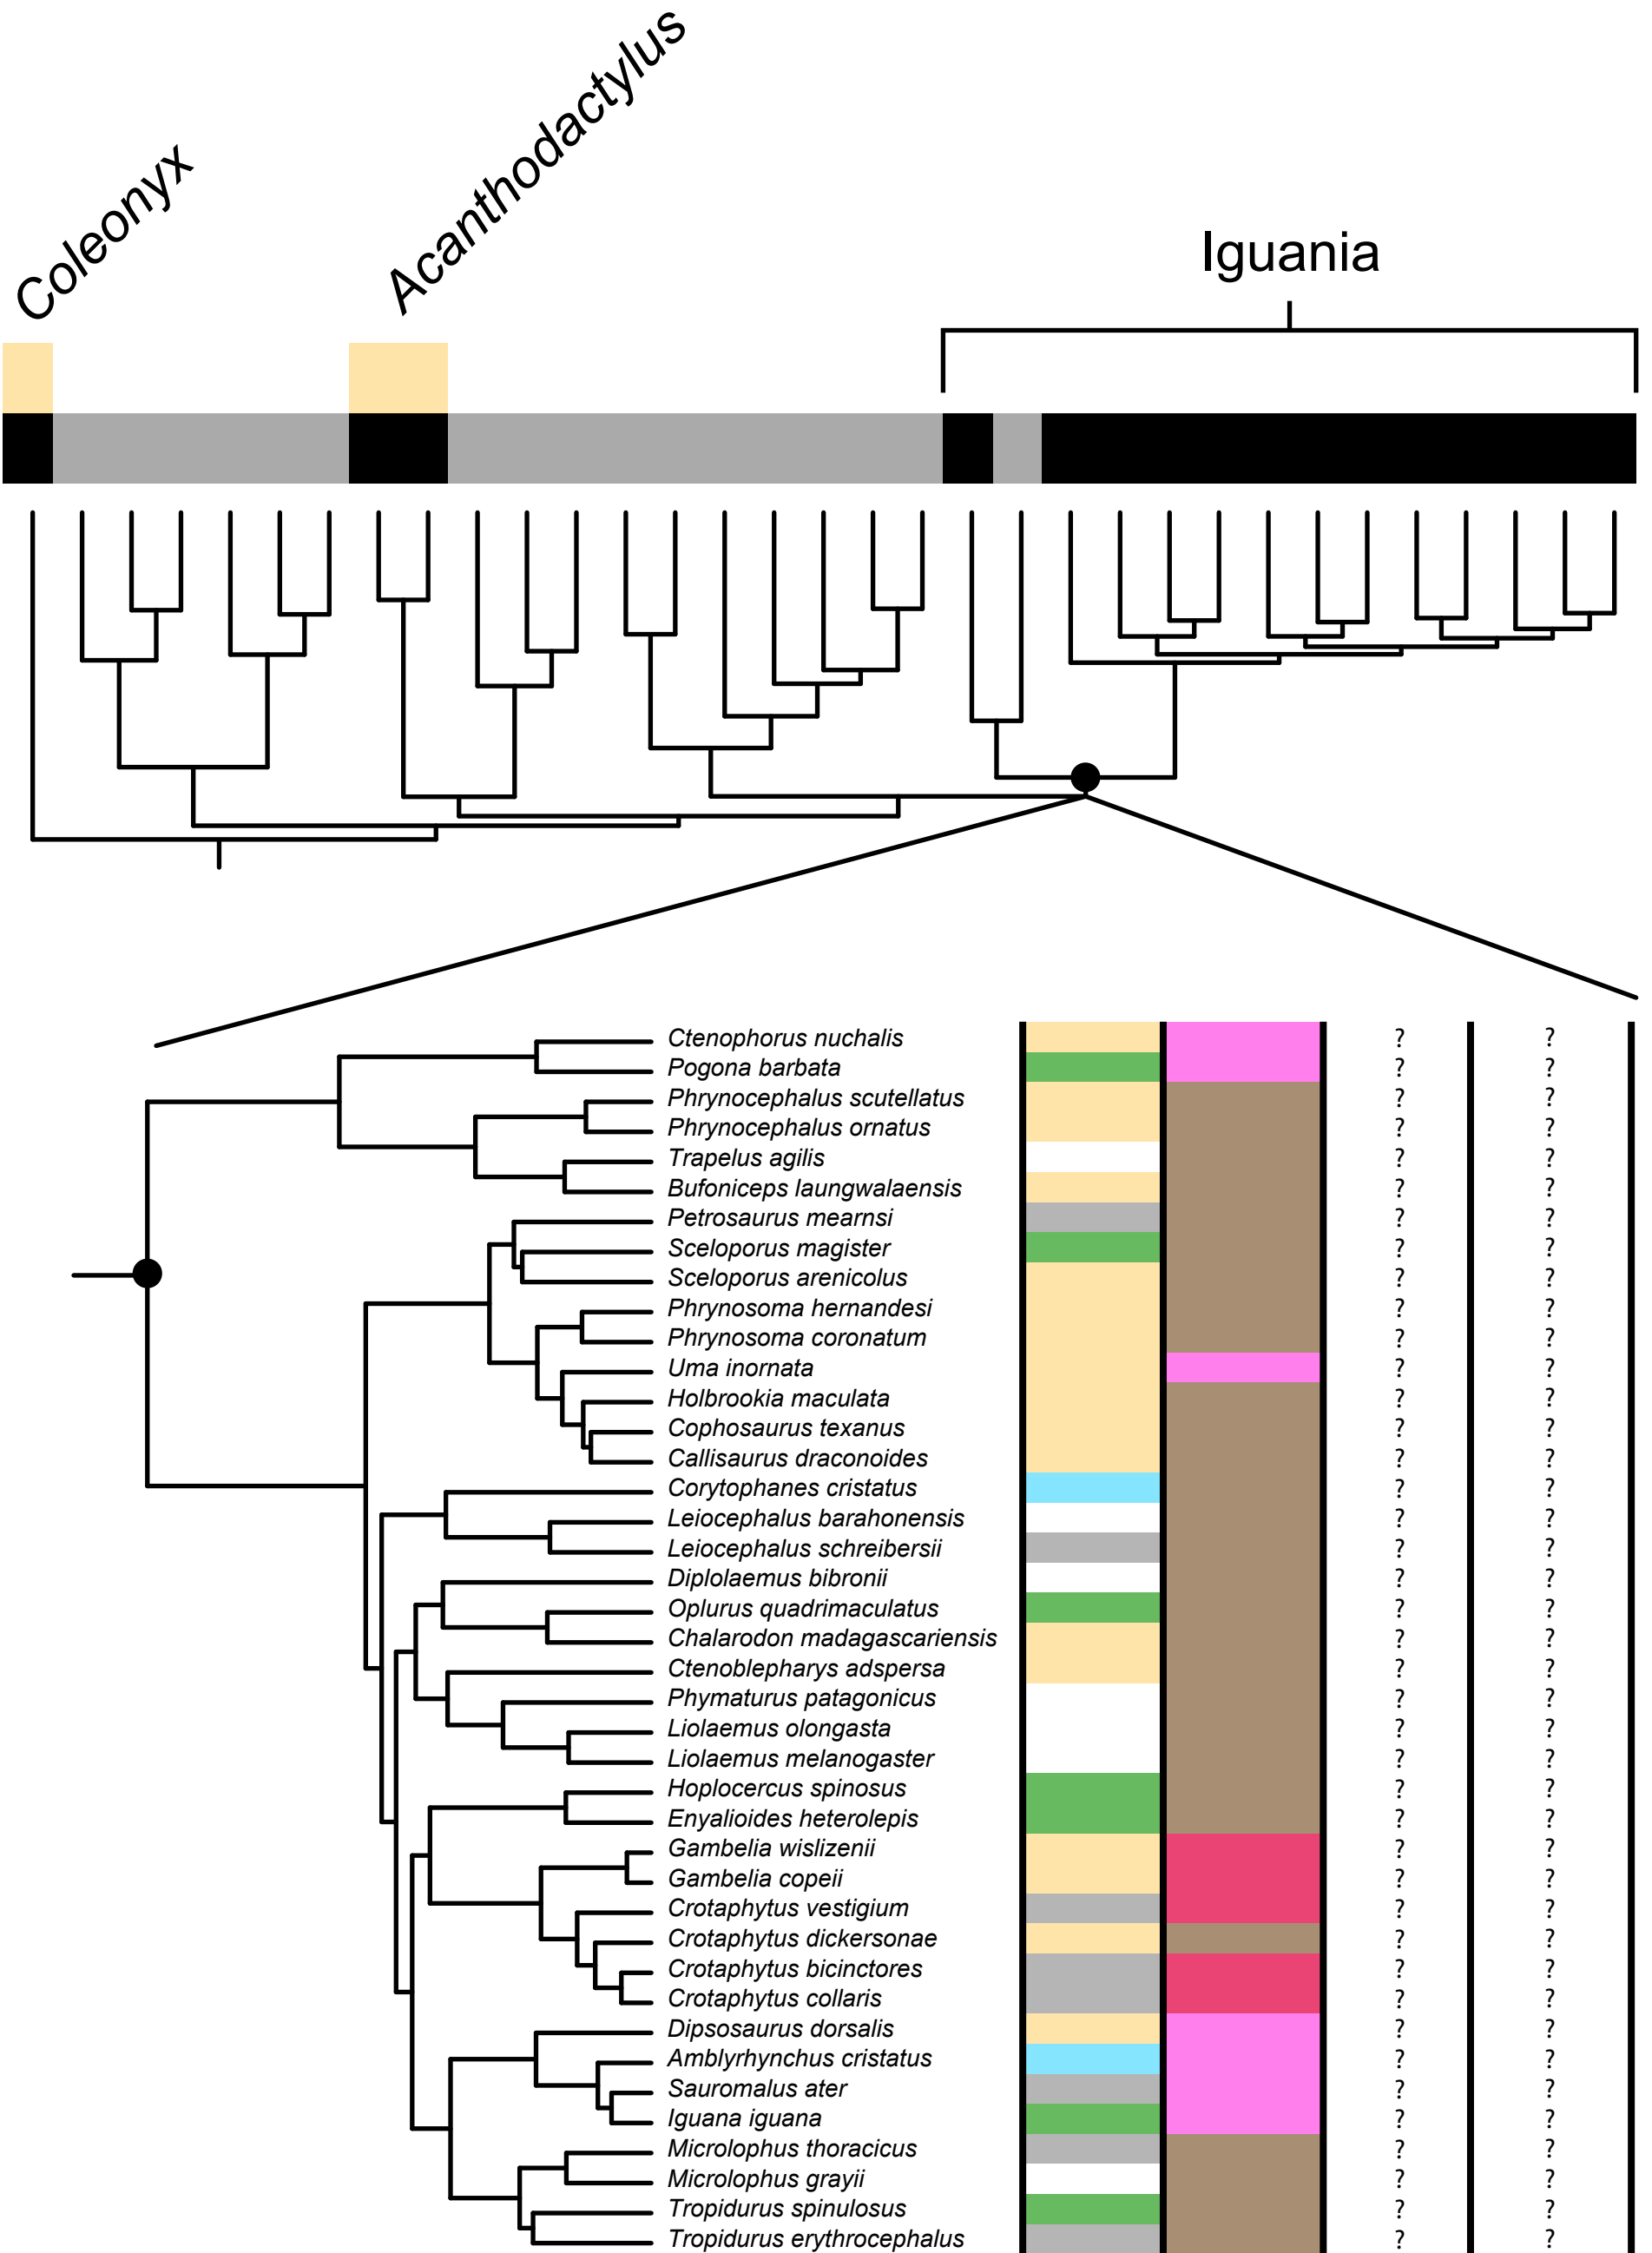 Coleonyx
Acanthodactylus
Iguania
Ctenophorus nuchalis ? ?
Pogona barbata ? ?
Phrynocephalus scutellatus ? ?
Phrynocephalus ornatus ? ?
Trapelus agilis ? ?
Bufoniceps laungwalaensis ? ?
Petrosaurus mearnsi ? ?
Sceloporus magister ? ?
Sceloporus arenicolus ? ?
Phrynosoma hernandesi ? ?
Phrynosoma coronatum ? ?
Uma inornata ? ?
Holbrookia maculata ? ?
Cophosaurus texanus ? ?
Callisaurus draconoides ? ?
Corytophanes cristatus ? ?
Leiocephalus barahonensis ? ?
Leiocephalus schreibersii ? ?
Diplolaemus bibronii ? ?
Oplurus quadrimaculatus ? ?
Chalarodon madagascariensis ? ?
Ctenoblepharys adspersa ? ?
Phymaturus patagonicus ? ?
Liolaemus olongasta ? ?
Liolaemus melanogaster ? ?
Hoplocercus spinosus ? ?
Enyalioides heterolepis ? ?
Gambelia wislizenii ? ?
Gambelia copeii ? ?
Crotaphytus vestigium ? ?
Crotaphytus dickersonae ? ?
Crotaphytus bicinctores ? ?
Crotaphytus collaris ? ?
Dipsosaurus dorsalis ? ?
Amblyrhynchus cristatus ? ?
Sauromalus ater ? ?
Iguana iguana ? ?
Microlophus thoracicus ? ?
Microlophus grayii ? ?
Tropidurus spinulosus ? ?
Tropidurus erythrocephalus ? ?